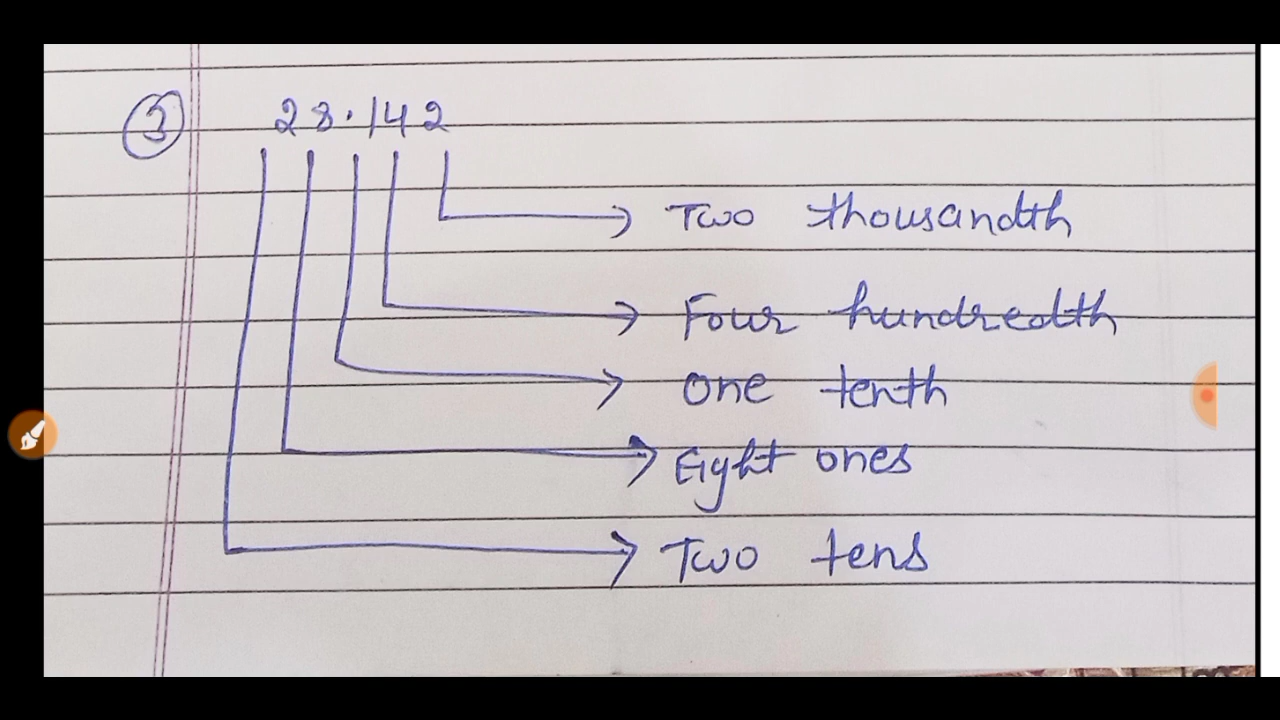 3 28.142
Two thousandth
Four hundredth
One tenth
Eight ones
Two tens